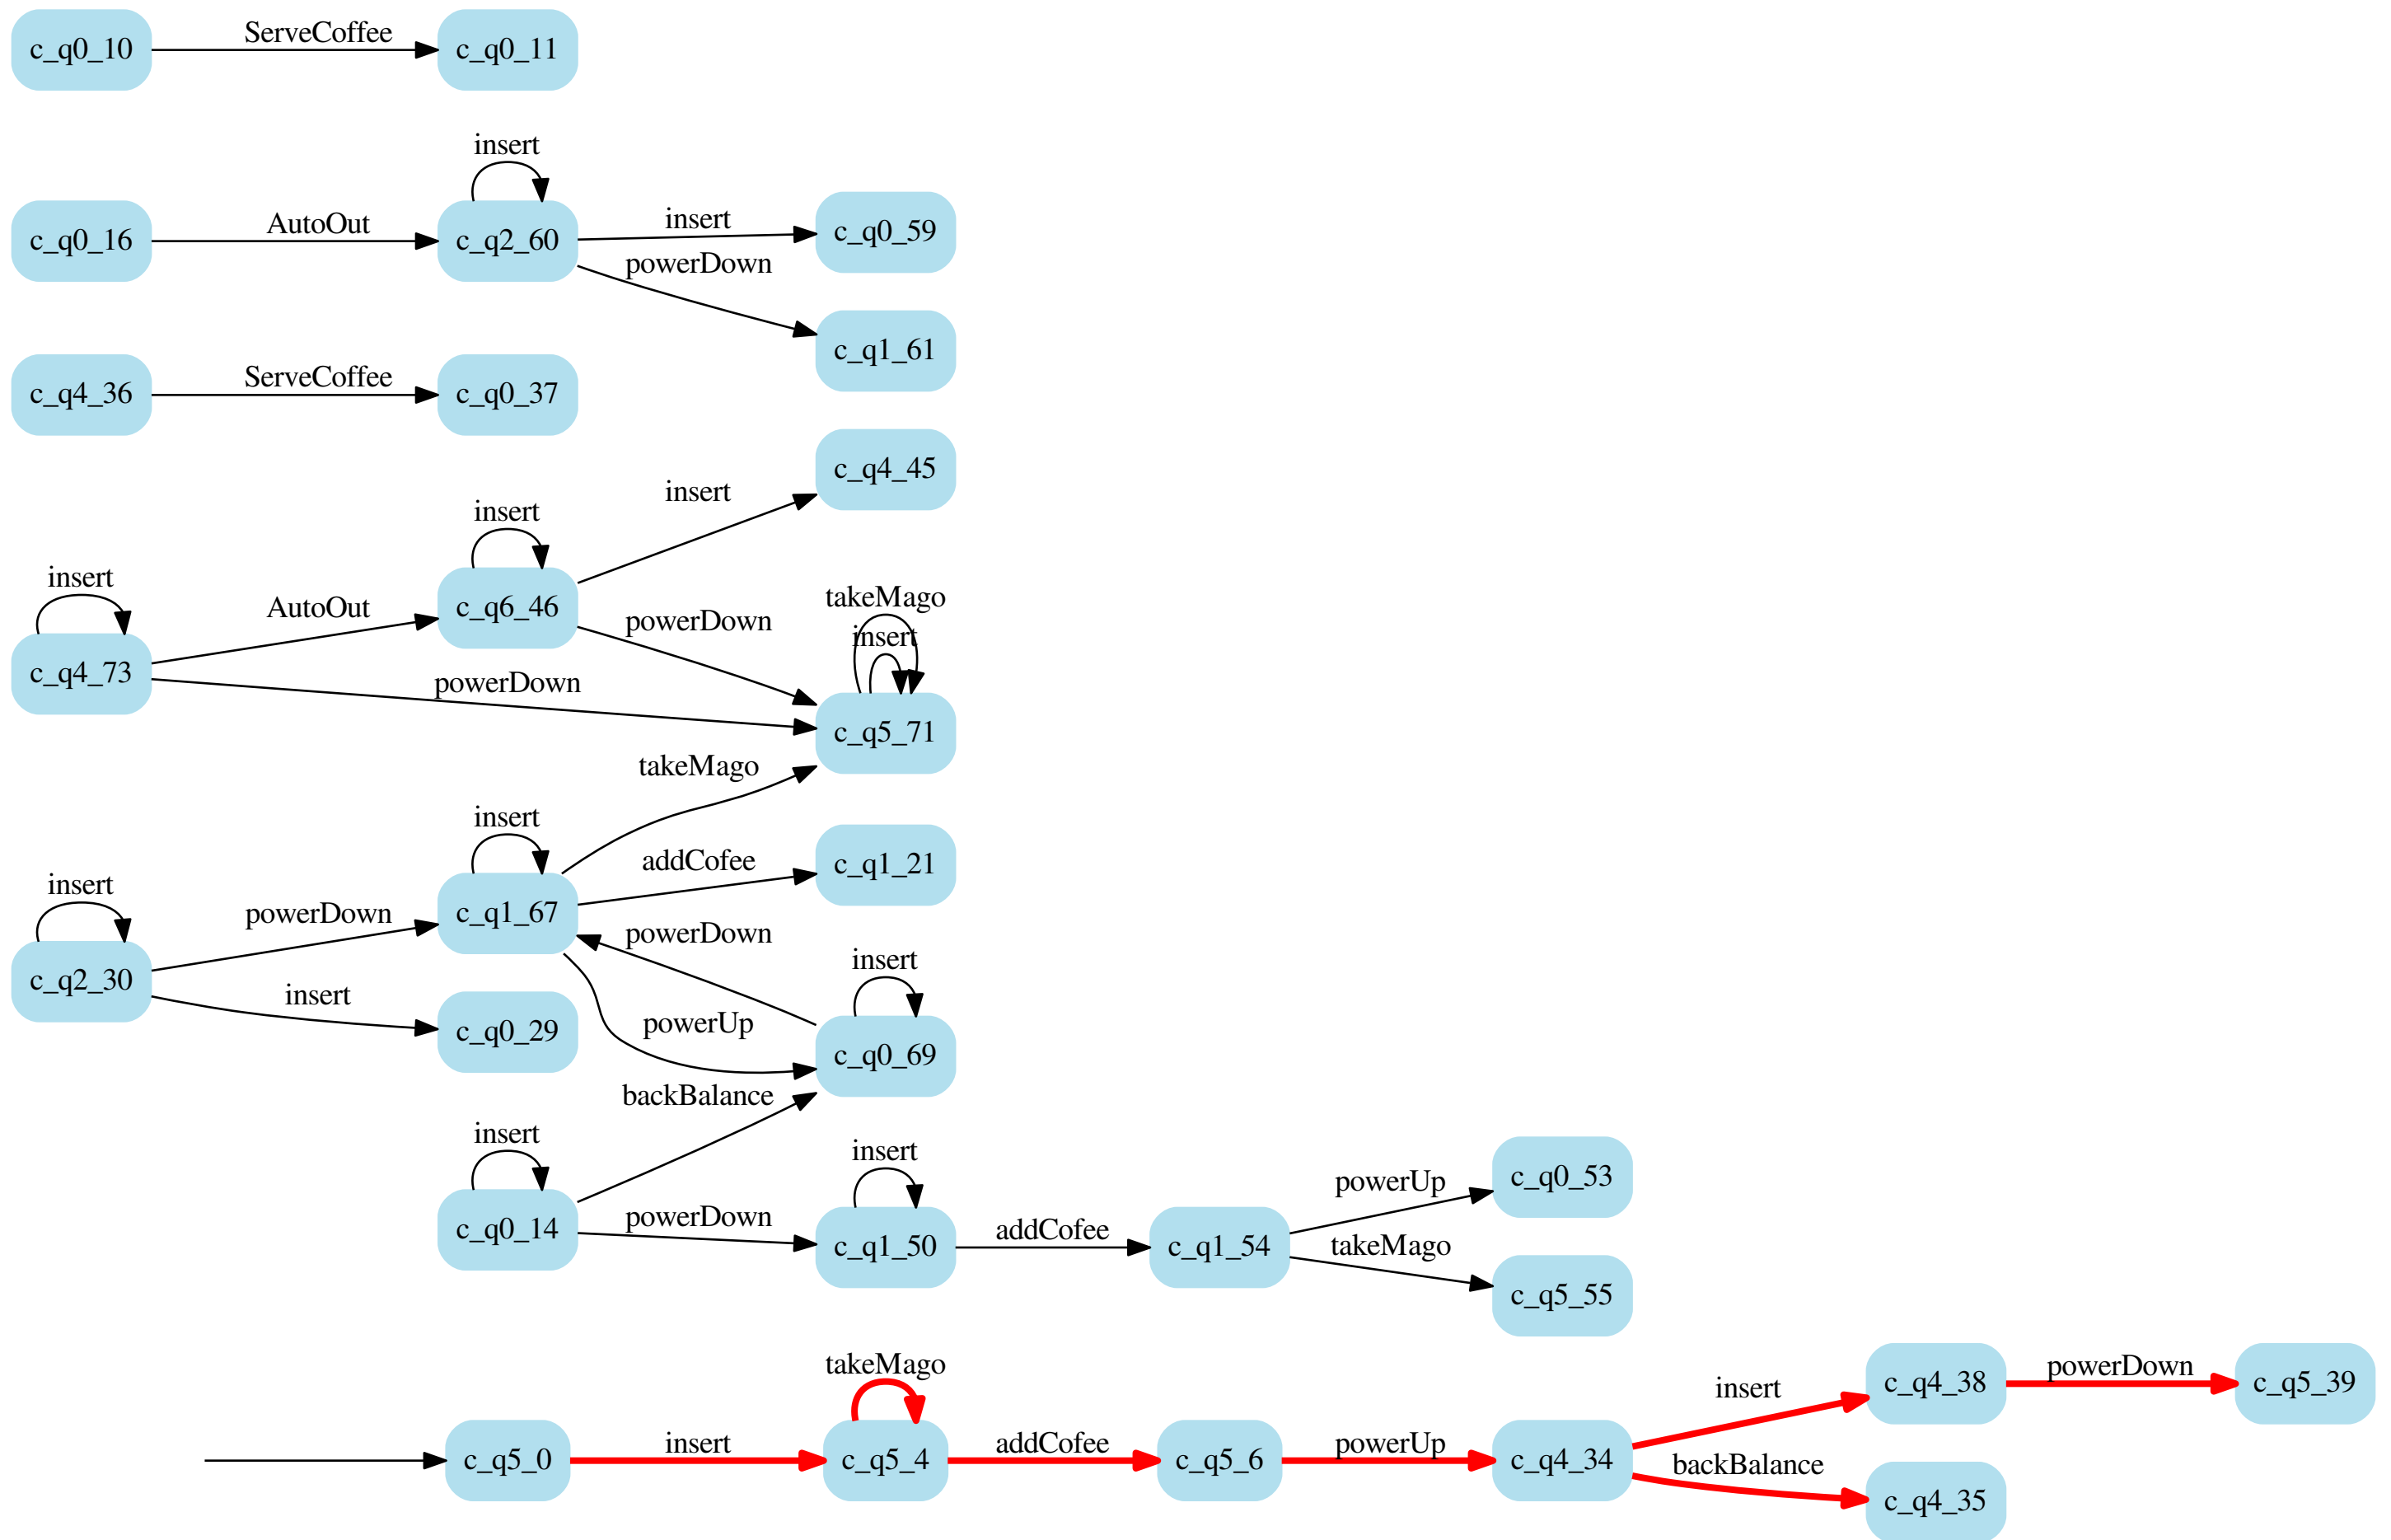 c_q0_10
ServeCoffee
c_q0_11
insert
c_q0_16
AutoOut
c_q2_60
insert
c_q0_59
powerDown
c_q1_61
c_q4_36
ServeCoffee
c_q0_37
c_q4_45
insert
insert
insert
c_q4_73
AutoOut
c_q6_46
powerDown
takeMago
insert
powerDown
c_q5_71
takeMago
insert
addCofee
c_q1_21
insert
c_q2_30
powerDown
c_q1_67
powerDown
insert
insert
c_q0_29
powerUp
c_q0_69
backBalance
insert
c_q0_14
powerDown
insert
c_q1_50
addCofee
c_q1_54
powerUp
c_q0_53
takeMago
c_q5_55
takeMago
c_q5_0
insert
c_q5_4
addCofee
c_q5_6
powerUp
c_q4_34
insert
c_q4_38
powerDown
c_q5_39
backBalance
c_q4_35